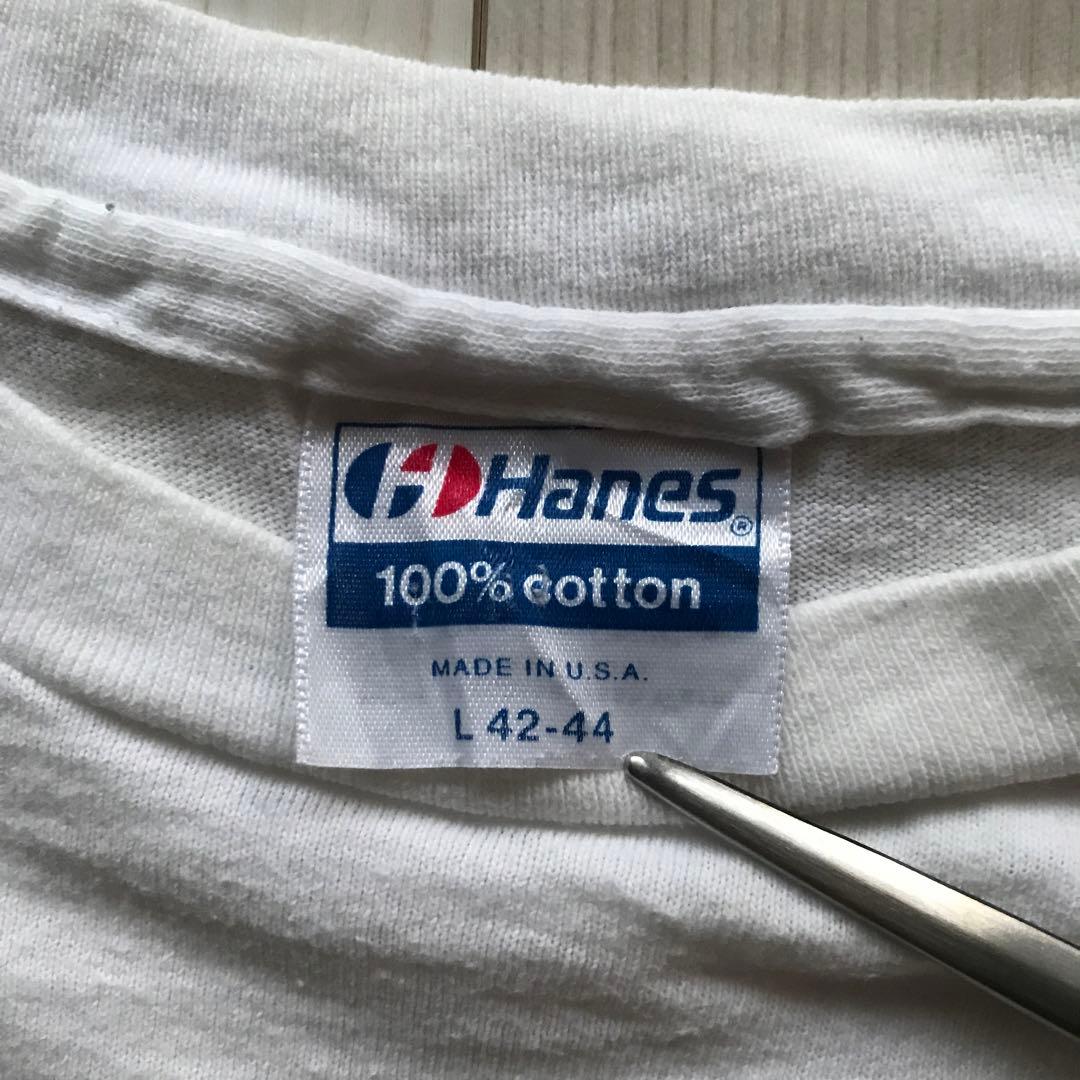 Hanes®
100% cotton
MADE IN U.S.A.
L 42-44